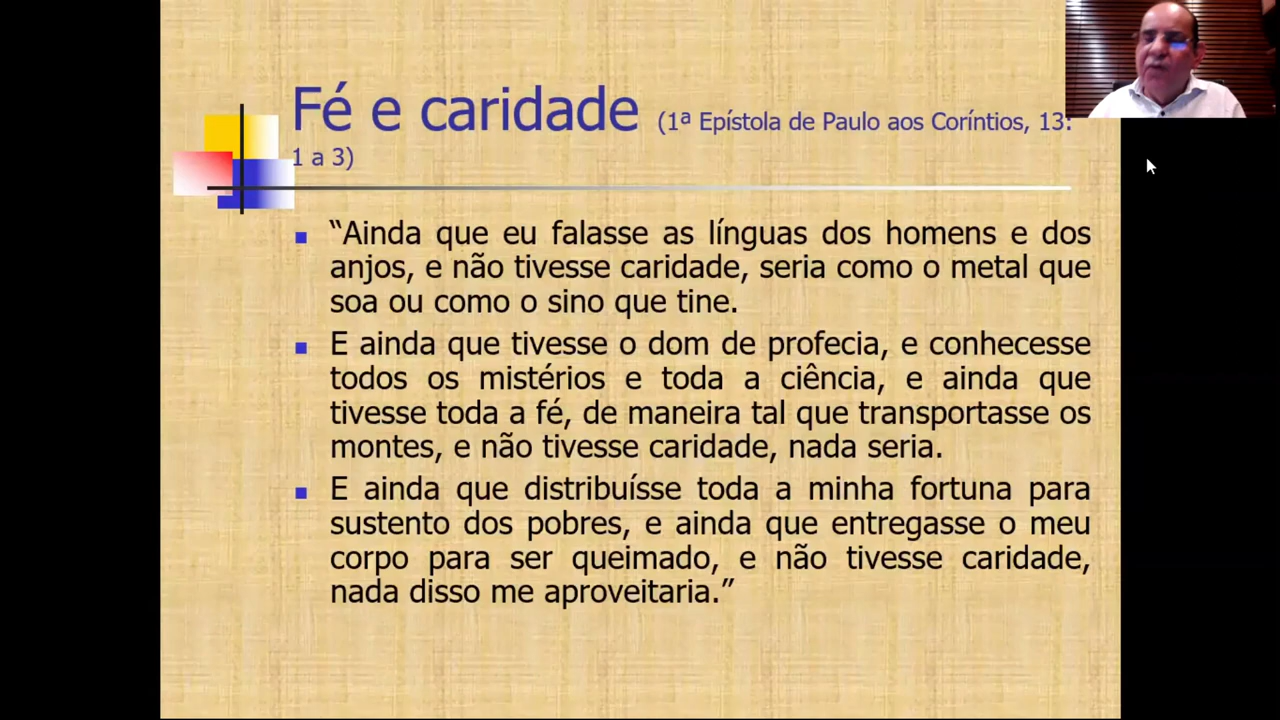 Fé e caridade (1ª Epístola de Paulo aos Coríntios, 13:
1 a 3)
“Ainda que eu falasse as línguas dos homens e dos
anjos, e não tivesse caridade, seria como o metal que
soa ou como o sino que tine.
E ainda que tivesse o dom de profecia, e conhecesse
todos os mistérios e toda a ciência, e ainda que
tivesse toda a fé, de maneira tal que transportasse os
montes, e não tivesse caridade, nada seria.
E ainda que distribuísse toda a minha fortuna para
sustento dos pobres, e ainda que entregasse o meu
corpo para ser queimado, e não tivesse caridade,
nada disso me aproveitaria.”